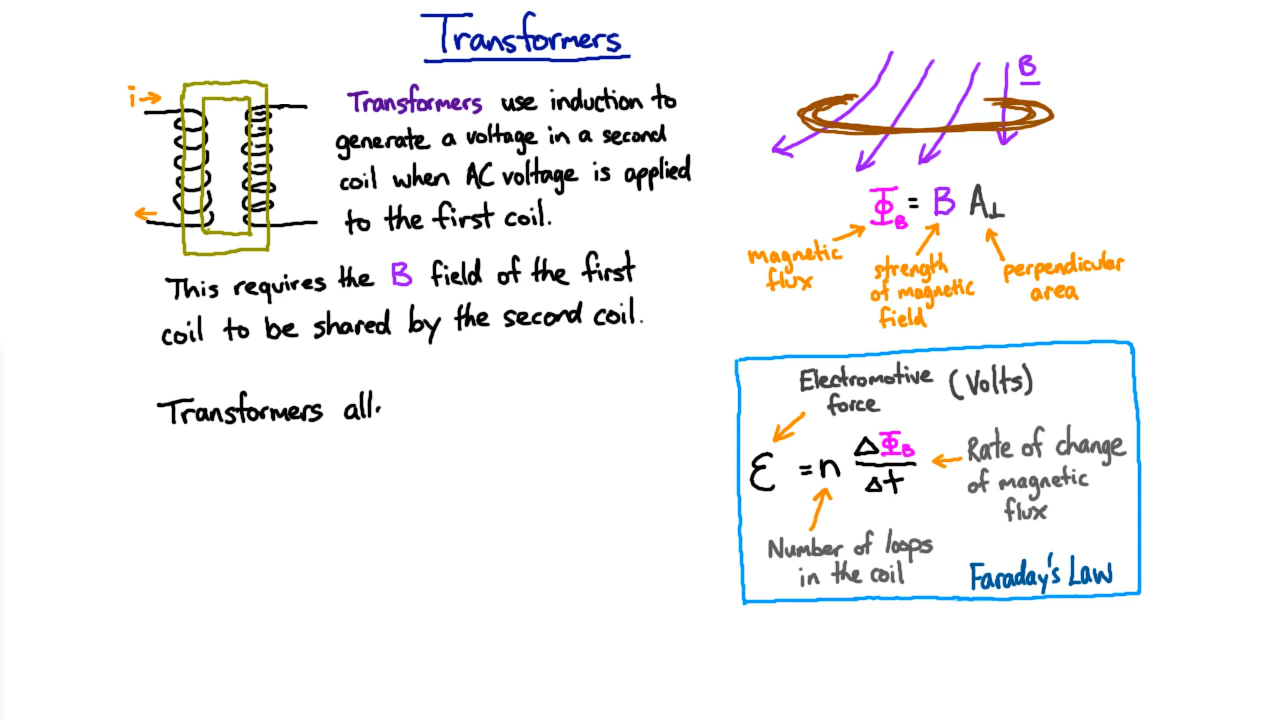 Transformers
i
Transformers use induction to
generate a voltage in a second
coil when AC voltage is applied
to the first coil.
This requires the B field of the first
coil to be shared by the second coil.
Transformers all
B
Φ_B = B A⊥
magnetic
flux
strength
of magnetic
field
perpendicular
area
Electromotive (Volts)
force
ε = n ΔΦ_B / Δt
Rate of change
of magnetic
flux
Number of loops
in the coil
Faraday's Law